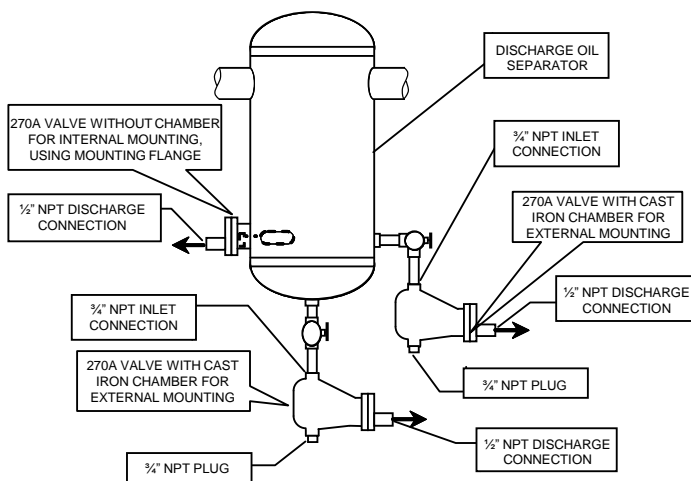 DISCHARGE OIL
SEPARATOR
270A VALVE WITHOUT CHAMBER
FOR INTERNAL MOUNTING,
USING MOUNTING FLANGE
¾” NPT INLET
CONNECTION
½” NPT DISCHARGE
CONNECTION
270A VALVE WITH CAST
IRON CHAMBER FOR
EXTERNAL MOUNTING
½” NPT DISCHARGE
CONNECTION
¾” NPT INLET
CONNECTION
270A VALVE WITH CAST
IRON CHAMBER FOR
EXTERNAL MOUNTING
¾” NPT PLUG
¾” NPT PLUG
½” NPT DISCHARGE
CONNECTION